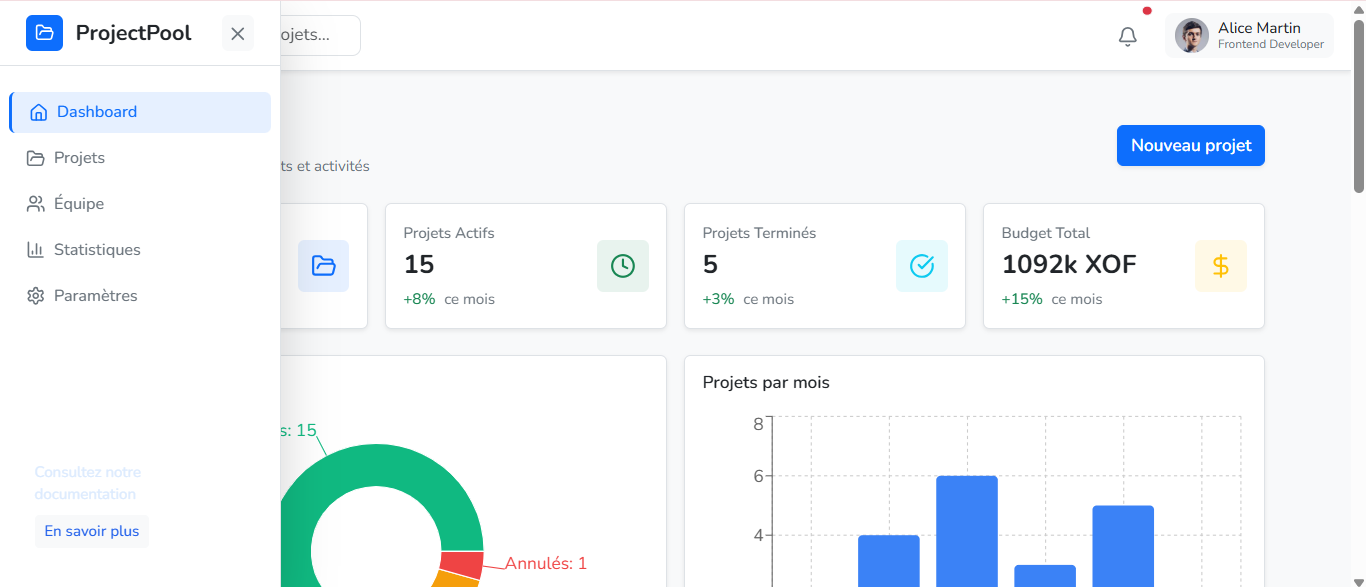 ProjectPool
ojets...
Alice Martin
Frontend Developer
Dashboard
Projets
Équipe
Statistiques
Paramètres
Consultez notre
documentation
En savoir plus
ts et activités
Nouveau projet
Projets Actifs
15
+8% ce mois
Projets Terminés
5
+3% ce mois
Budget Total
1092k XOF
+15% ce mois
s: 15
Annulés: 1
Projets par mois
8
6
4